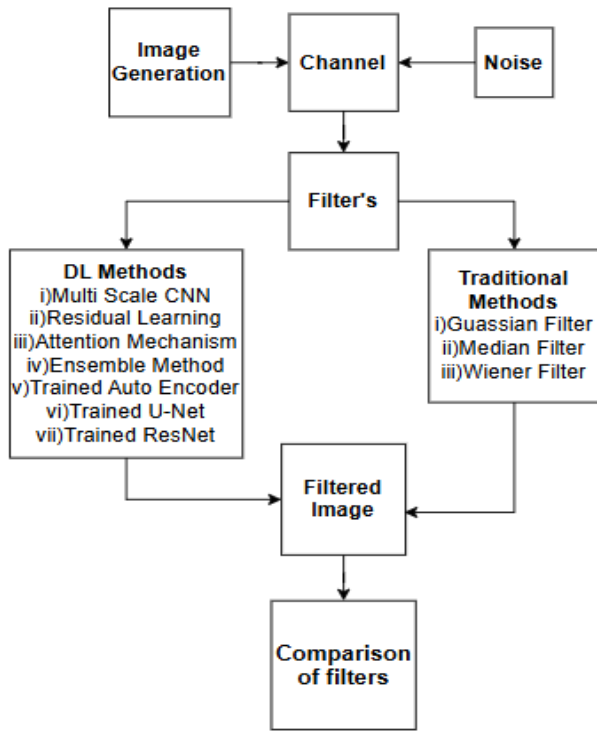 Image
Generation
Channel
Noise
Filter's
DL Methods
i)Multi Scale CNN
ii)Residual Learning
iii)Attention Mechanism
iv)Ensemble Method
v)Trained Auto Encoder
vi)Trained U-Net
vii)Trained ResNet
Traditional
Methods
i)Guassian Filter
ii)Median Filter
iii)Wiener Filter
Filtered
Image
Comparison
of filters